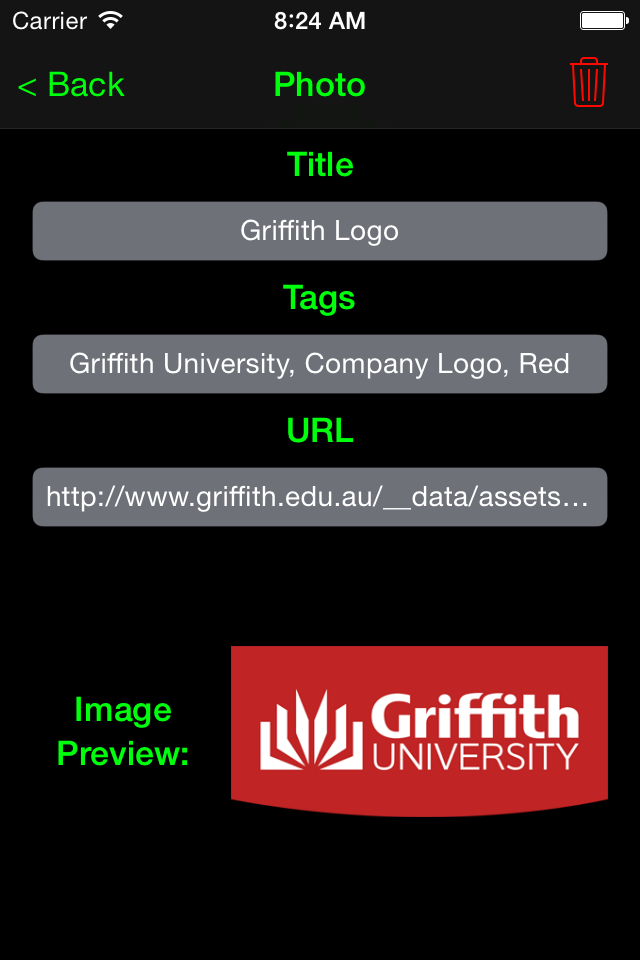 Carrier 8:24 AM
< Back Photo
Title
Griffith Logo
Tags
Griffith University, Company Logo, Red
URL
http://www.griffith.edu.au/__data/assets...
Image
Preview:
Griffith
UNIVERSITY